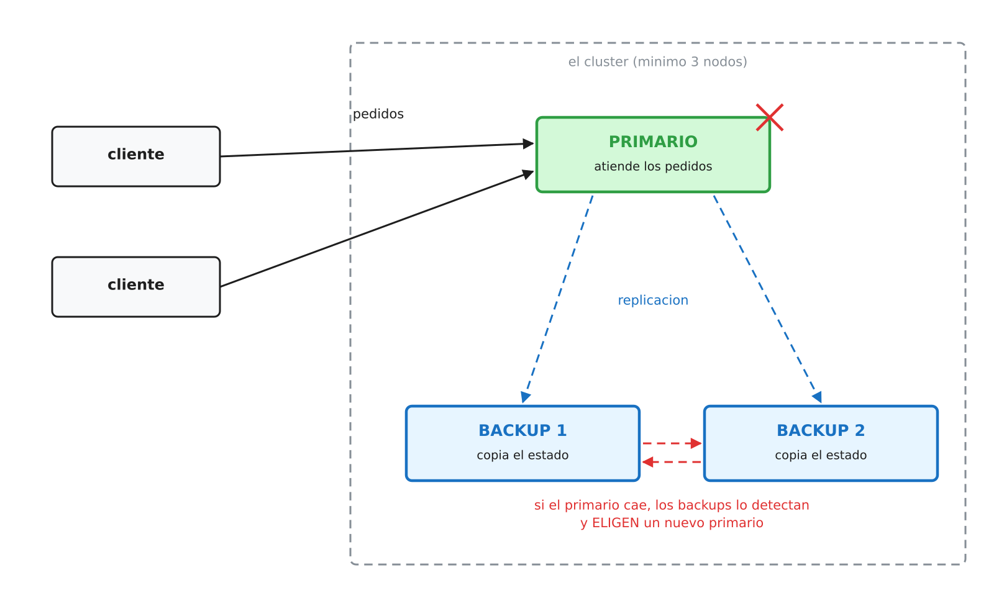 el cluster (minimo 3 nodos)
pedidos
cliente
PRIMARIO
atiende los pedidos
cliente
replicacion
BACKUP 1
copia el estado
BACKUP 2
copia el estado
si el primario cae, los backups lo detectan
y ELIGEN un nuevo primario